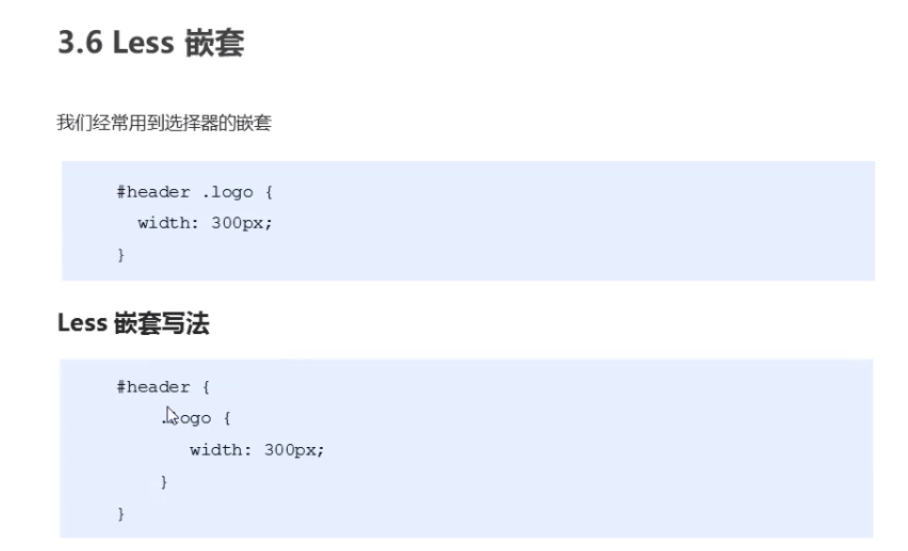 3.6 Less 嵌套
我们经常用到选择器的嵌套
#header .logo {
width: 300px;
}
Less 嵌套写法
#header {
.logo {
width: 300px;
}
}